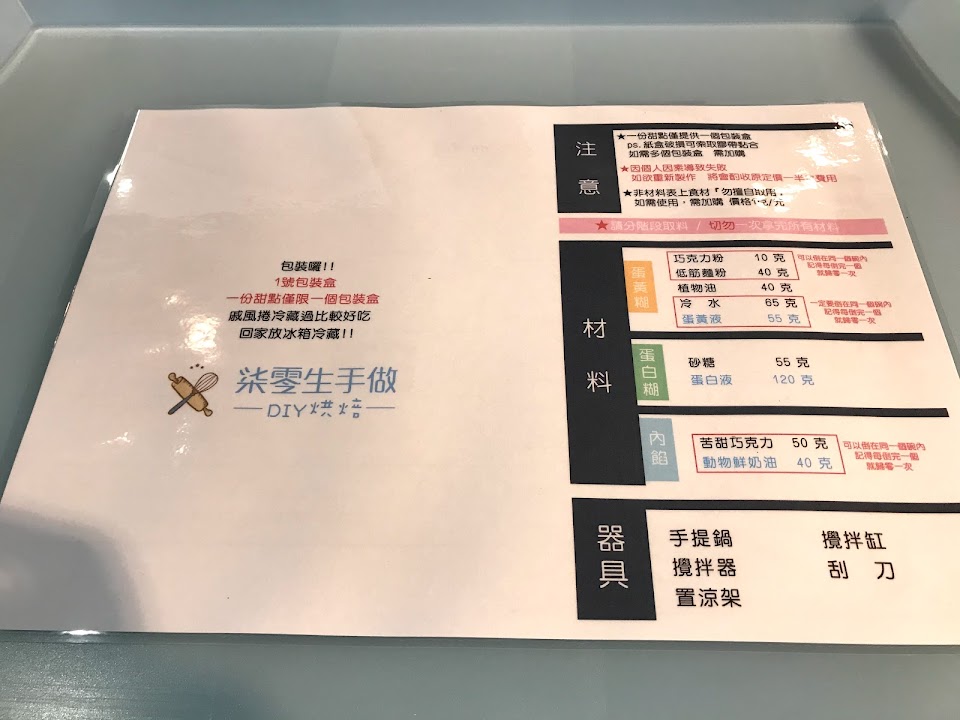 包裝囉!!
1號包裝盒
一份甜點僅限一個包裝盒
戚風捲冷藏過比較好吃
回家放冰箱冷藏!!
柒零生手做
DIY烘焙
注意
★一份甜點僅提供一個包裝盒
ps.紙盒破損可索取膠帶黏合
如需多個包裝盒 需加購
★因個人因素導致失敗
如欲重新製作 將會酌收原定價一半 費用
★非材料表上食材「勿擅自取用」
如需使用,需加購 價格 /元
★請分階段取料 / 切勿一次拿完所有材料
材料
蛋黃糊
巧克力粉 10 克
低筋麵粉 40 克
可以倒在同一個碗內
記得每倒完一個
就歸零一次
植物油 40 克
冷 水 65 克
蛋黃液 55 克
一定要倒在同一個碗內
記得每倒完一個
就歸零一次
蛋白糊
砂糖 55 克
蛋白液 120 克
內餡
苦甜巧克力 50 克
動物鮮奶油 40 克
可以倒在同一個碗內
記得每倒完一個
就歸零一次
器具
手提鍋 攪拌缸
攪拌器 刮 刀
置涼架